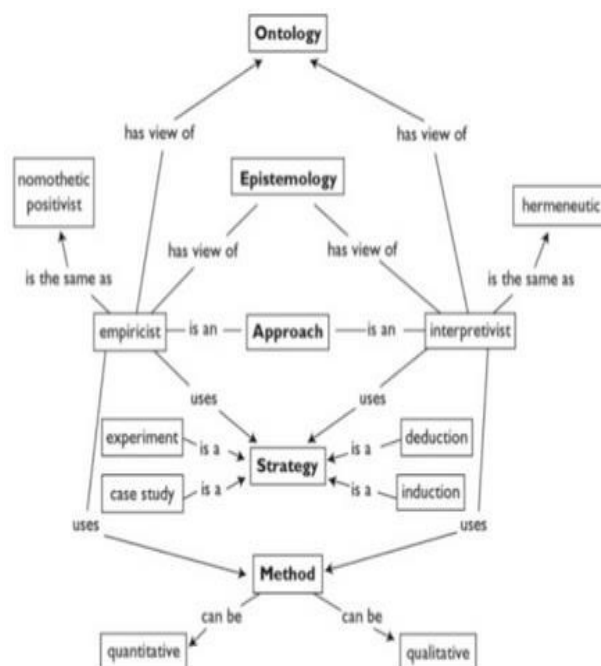 Ontology
has view of
has view of
nomothetic
positivist
Epistemology
hermeneutic
has view of
has view of
is the same as
is the same as
empiricist
is an
Approach
is an
interpretivist
uses
uses
experiment
is a
Strategy
is a
deduction
case study
is a
is a
induction
uses
uses
Method
can be
can be
quantitative
qualitative